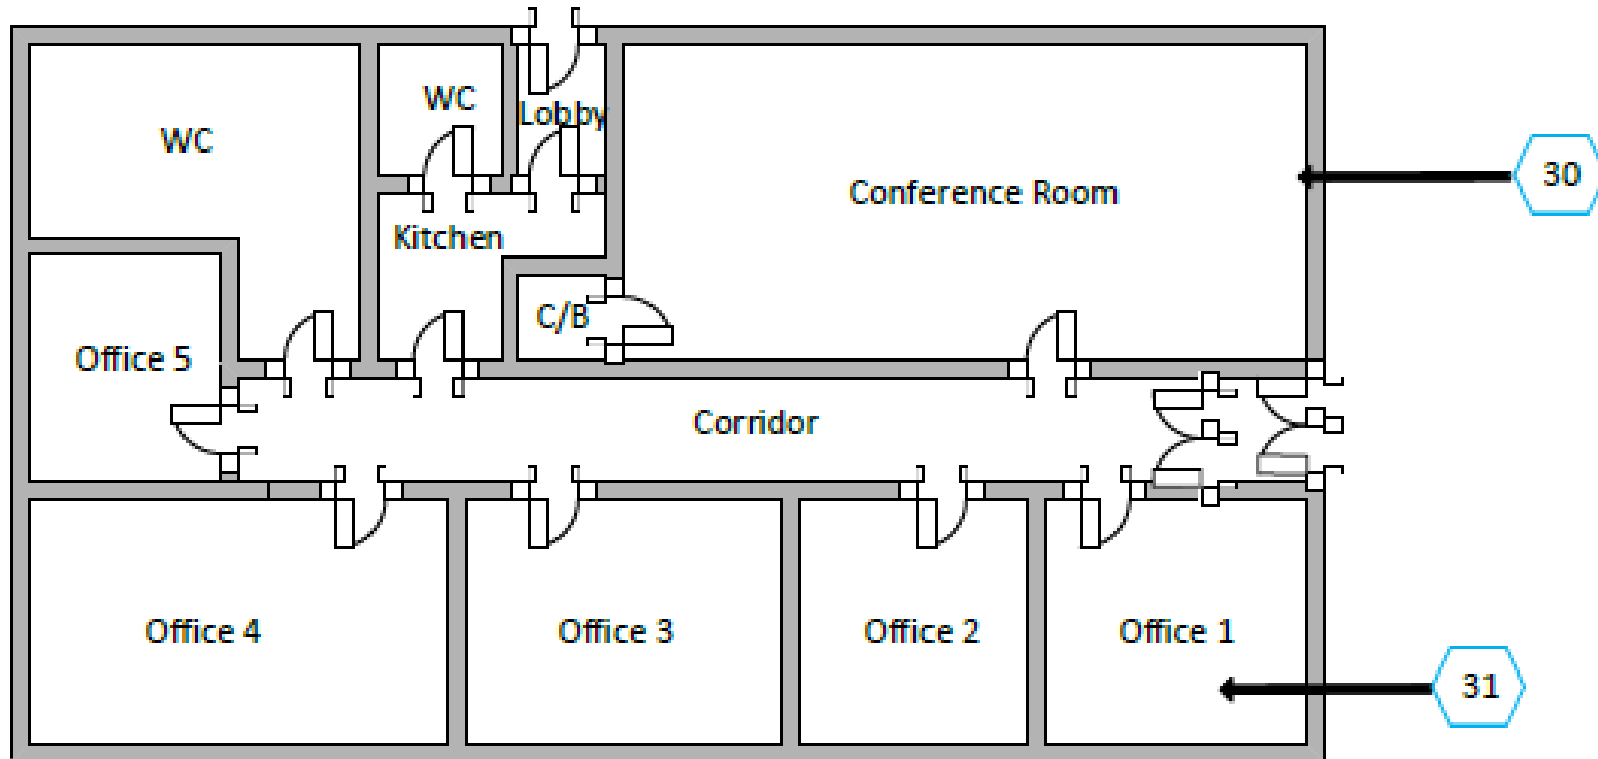 WC
WC
Lobby
Conference Room
30
Kitchen
C/B
Office 5
Corridor
Office 4
Office 3
Office 2
Office 1
31